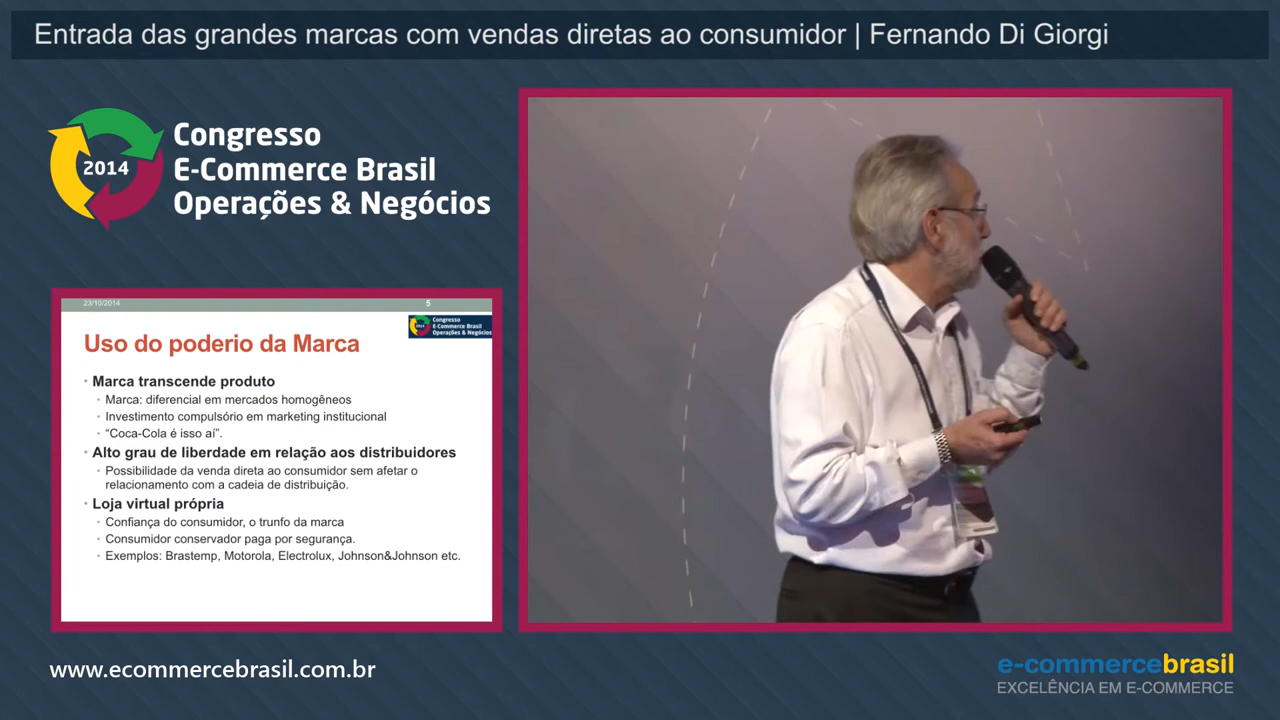 Entrada das grandes marcas com vendas diretas ao consumidor | Fernando Di Giorgi
2014
Congresso
E-Commerce Brasil
Operações & Negócios
23/10/2014
5
2014
Congresso
E-Commerce Brasil
Operações & Negócios
Uso do poderio da Marca
• Marca transcende produto
• Marca: diferencial em mercados homogêneos
• Investimento compulsório em marketing institucional
• “Coca-Cola é isso aí”.
• Alto grau de liberdade em relação aos distribuidores
• Possibilidade da venda direta ao consumidor sem afetar o
relacionamento com a cadeia de distribuição.
• Loja virtual própria
• Confiança do consumidor, o trunfo da marca
• Consumidor conservador paga por segurança.
• Exemplos: Brastemp, Motorola, Electrolux, Johnson&Johnson etc.
www.ecommercebrasil.com.br
e-commercebrasil
EXCELÊNCIA EM E-COMMERCE